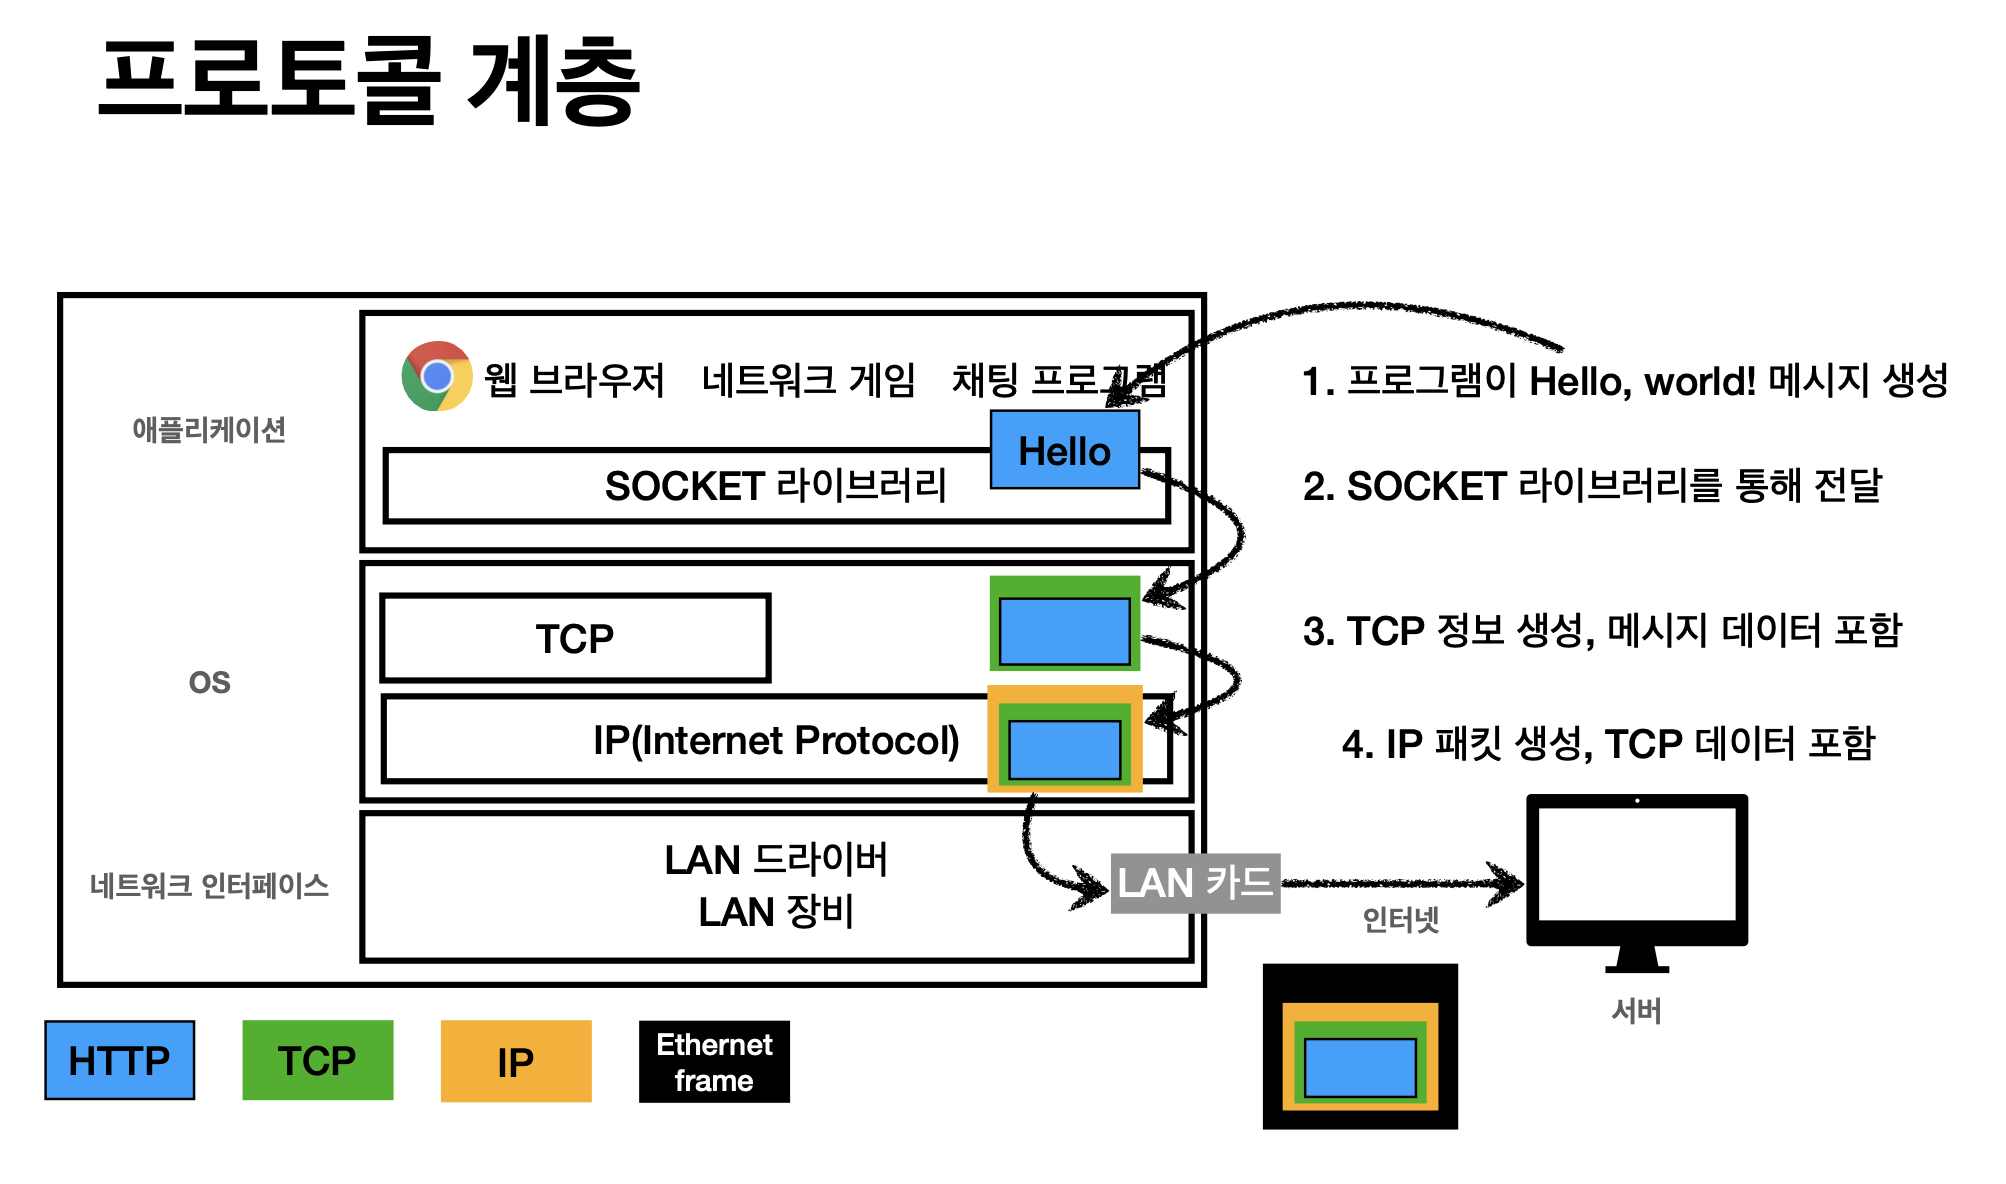 프로토콜 계층
애플리케이션
웹 브라우저 네트워크 게임 채팅 프로그램
Hello
SOCKET 라이브러리
1. 프로그램이 Hello, world! 메시지 생성
2. SOCKET 라이브러리를 통해 전달
OS
TCP
IP(Internet Protocol)
3. TCP 정보 생성, 메시지 데이터 포함
4. IP 패킷 생성, TCP 데이터 포함
네트워크 인터페이스
LAN 드라이버
LAN 장비
LAN 카드
인터넷
서버
HTTP
TCP
IP
Ethernet
frame